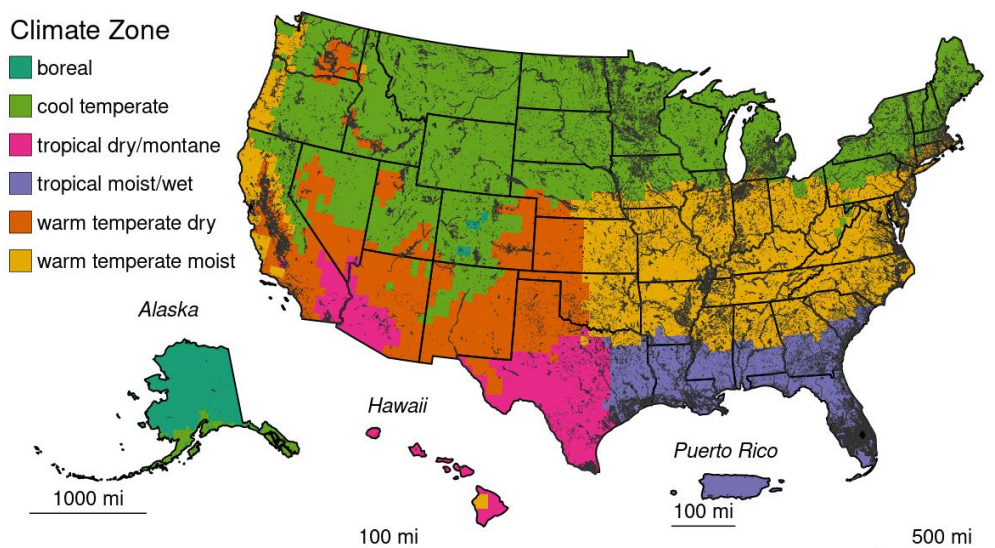 Climate Zone
boreal
cool temperate
tropical dry/montane
tropical moist/wet
warm temperate dry
warm temperate moist
Alaska
Hawaii
Puerto Rico
1000 mi
100 mi
100 mi
500 mi